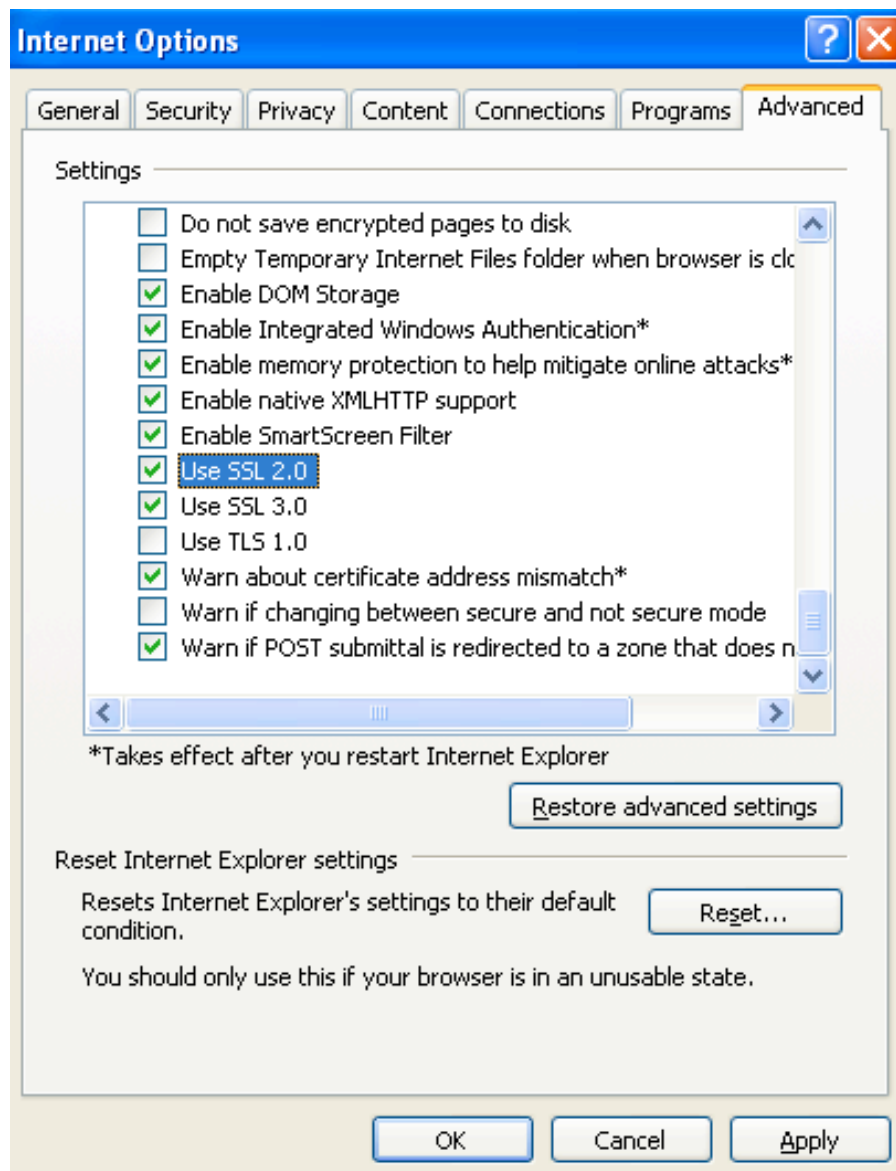 Internet Options
General Security Privacy Content Connections Programs Advanced
Settings
Do not save encrypted pages to disk
Empty Temporary Internet Files folder when browser is clo
Enable DOM Storage
Enable Integrated Windows Authentication*
Enable memory protection to help mitigate online attacks*
Enable native XMLHTTP support
Enable SmartScreen Filter
Use SSL 2.0
Use SSL 3.0
Use TLS 1.0
Warn about certificate address mismatch*
Warn if changing between secure and not secure mode
Warn if POST submittal is redirected to a zone that does n
*Takes effect after you restart Internet Explorer
Restore advanced settings
Reset Internet Explorer settings
Resets Internet Explorer's settings to their default
condition.
Reset...
You should only use this if your browser is in an unusable state.
OK Cancel Apply